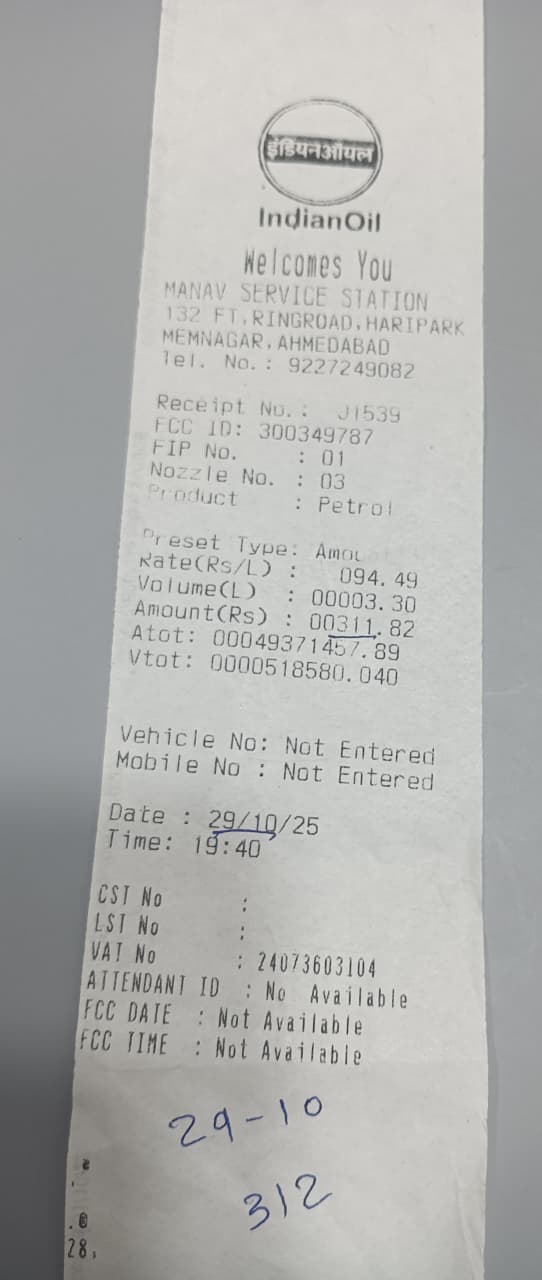 इंडियनऑयल
IndianOil
Welcomes You
MANAV SERVICE STATION
132 FT.RINGROAD,HARIPARK
MEMNAGAR,AHMEDABAD
Tel. No.: 9227249082
Receipt No.: J1539
FCC ID: 300349787
FIP No. : 01
Nozzle No. : 03
Product : Petrol
Preset Type: Amou
Rate(Rs/L) : 094.49
Volume(L) : 00003.30
Amount(Rs) : 00311.82
Atot: 00049371457.89
Vtot: 0000518580.040
Vehicle No: Not Entered
Mobile No : Not Entered
Date : 29/10/25
Time: 19:40
CST No :
LST No :
VAT No : 24073603104
ATTENDANT ID : No Available
FCC DATE : Not Available
FCC TIME : Not Available
29-10
312
.0
28,